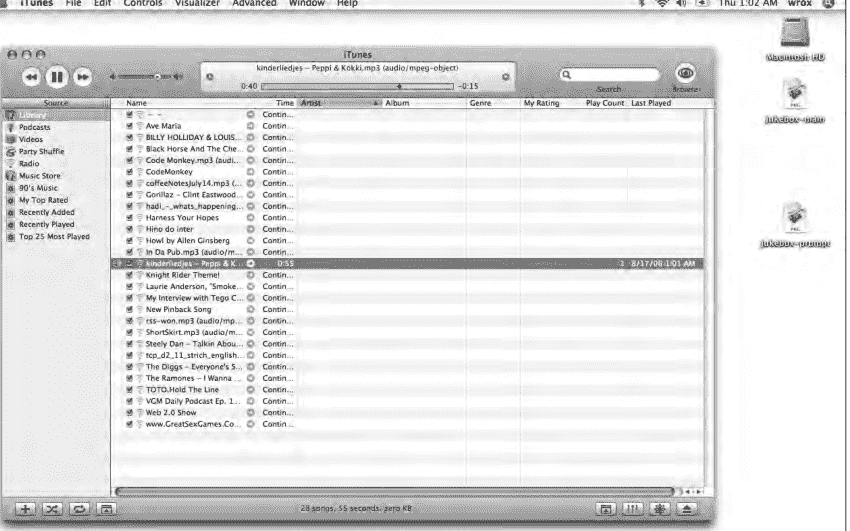 iTunes File Edit Controls Visualizer Advanced Window Help Thu 1:02 AM wrox
iTunes
kinderliedjes – Peppi & Kokki.mp3 (audio/mpeg-object)
0:40 -0:15
Search Browse
Macintosh HD
jukebox-main
jukebox-prompt
Source
Library
Podcasts
Videos
Party Shuffle
Radio
Music Store
90's Music
My Top Rated
Recently Added
Recently Played
Top 25 Most Played
Name Time Artist Album Genre My Rating Play Count Last Played
- - Contin...
Ave Maria Contin...
BILLY HOLLIDAY & LOUIS... Contin...
Black Horse And The Che... Contin...
Code Monkey.mp3 (audi... Contin...
CodeMonkey Contin...
coffeeNotesJuly14.mp3 (... Contin...
Gorillaz – Clint Eastwood... Contin...
hadi_-_whats_happening... Contin...
Harness Your Hopes Contin...
Hino do inter Contin...
Howl by Allen Ginsberg Contin...
In Da Pub.mp3 (audio/m... Contin...
kinderliedjes – Peppi & K... 0:55 3 8/17/06 1:01 AM
Knight Rider Theme! Contin...
Laurie Anderson, "Smoke... Contin...
My Interview with Tego C... Contin...
New Pinback Song Contin...
rss-won.mp3 (audio/mp... Contin...
ShortSkirt.mp3 (audio/m... Contin...
Steely Dan – Talkin Abou... Contin...
tcp_d2_11_strich_english... Contin...
The Diggs – Everyone's S... Contin...
The Ramones – I Wanna ... Contin...
TOTO.Hold The Line Contin...
VGM Daily Podcast Ep. 1... Contin...
Web 2.0 Show Contin...
www.GreatSexGames.Co... Contin...
28 songs, 55 seconds, zero KB